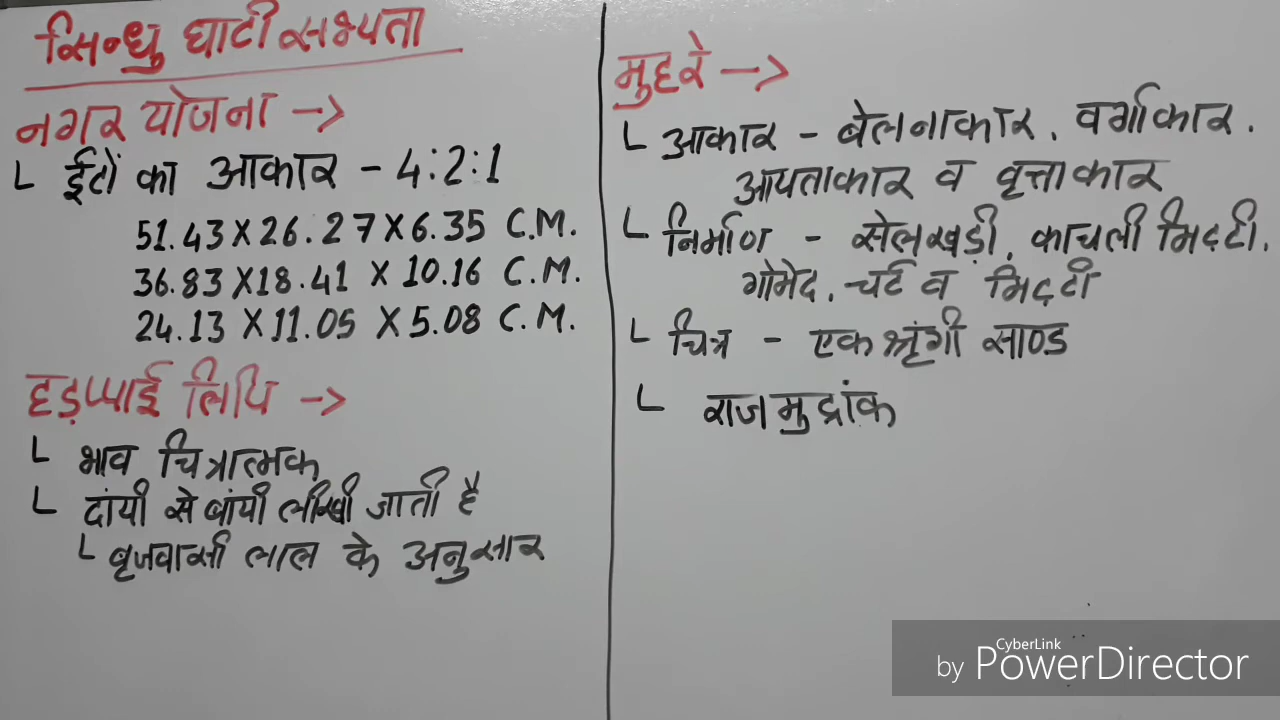 सिन्धु घाटी सभ्यता
नगर योजना ->
ईटों का आकार - 4:2:1
51.43 X 26.27 X 6.35 C.M.
36.83 X 18.41 X 10.16 C.M.
24.13 X 11.05 X 5.08 C.M.
हड़प्पाई लिपि ->
भाव चित्रात्मक
दांयी से बांयी लीखी जाती है
बृजवासी लाल के अनुसार
मुहरे ->
आकार - बेलनाकार, वर्गाकार,
आयताकार व वृत्ताकार
निर्माण - सेलखड़ी, काचली मिट्टी,
गोमेद, चर्ट व मिट्टी
चित्र - एक श्रृंगी साण्ड
राजमुद्रांक
CyberLink
by PowerDirector